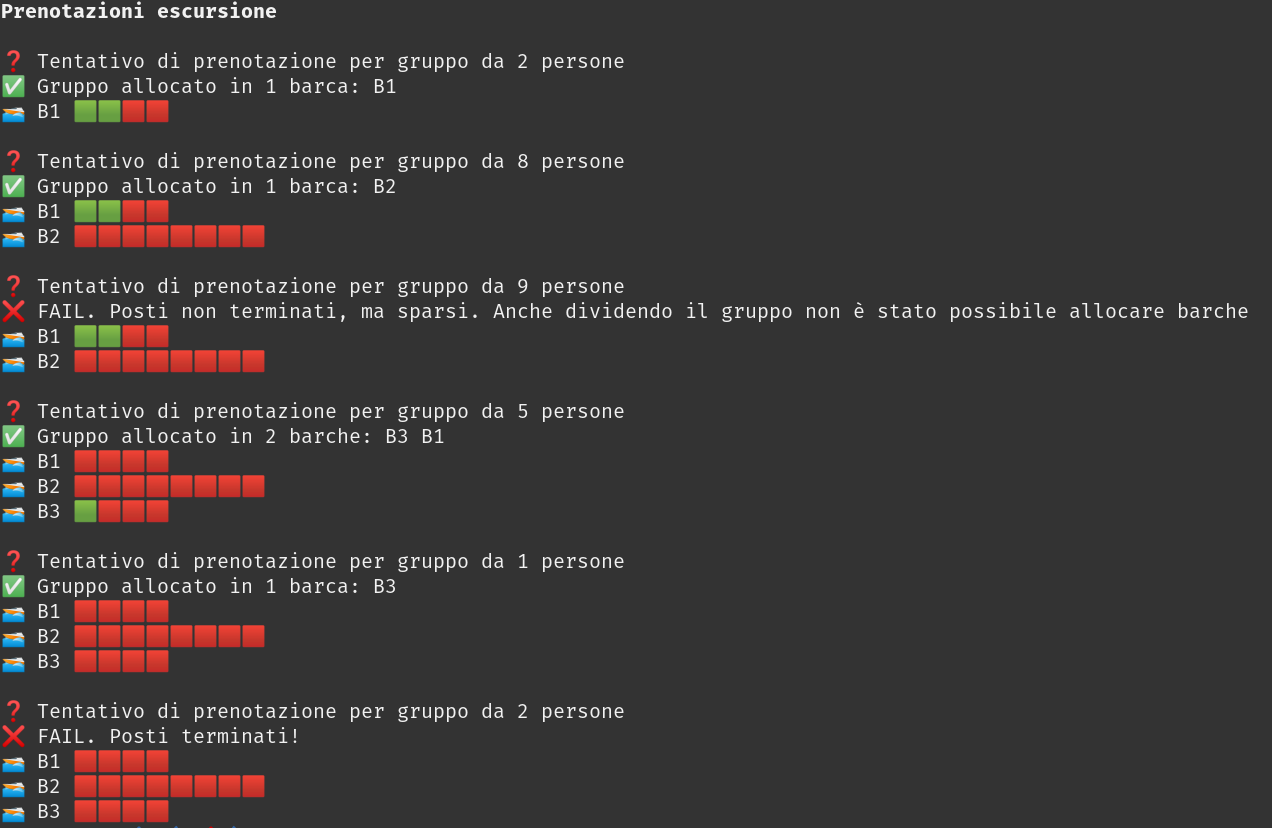 Prenotazioni escursione
❓ Tentativo di prenotazione per gruppo da 2 persone
✅ Gruppo allocato in 1 barca: B1
🚤 B1 🟩🟩🟥🟥
❓ Tentativo di prenotazione per gruppo da 8 persone
✅ Gruppo allocato in 1 barca: B2
🚤 B1 🟩🟩🟥🟥
🚤 B2 🟥🟥🟥🟥🟥🟥🟥🟥
❓ Tentativo di prenotazione per gruppo da 9 persone
❌ FAIL. Posti non terminati, ma sparsi. Anche dividendo il gruppo non è stato possibile allocare barche
🚤 B1 🟩🟩🟥🟥
🚤 B2 🟥🟥🟥🟥🟥🟥🟥🟥
❓ Tentativo di prenotazione per gruppo da 5 persone
✅ Gruppo allocato in 2 barche: B3 B1
🚤 B1 🟥🟥🟥🟥
🚤 B2 🟥🟥🟥🟥🟥🟥🟥🟥
🚤 B3 🟩🟥🟥🟥
❓ Tentativo di prenotazione per gruppo da 1 persone
✅ Gruppo allocato in 1 barca: B3
🚤 B1 🟥🟥🟥🟥
🚤 B2 🟥🟥🟥🟥🟥🟥🟥🟥
🚤 B3 🟥🟥🟥🟥
❓ Tentativo di prenotazione per gruppo da 2 persone
❌ FAIL. Posti terminati!
🚤 B1 🟥🟥🟥🟥
🚤 B2 🟥🟥🟥🟥🟥🟥🟥🟥
🚤 B3 🟥🟥🟥🟥